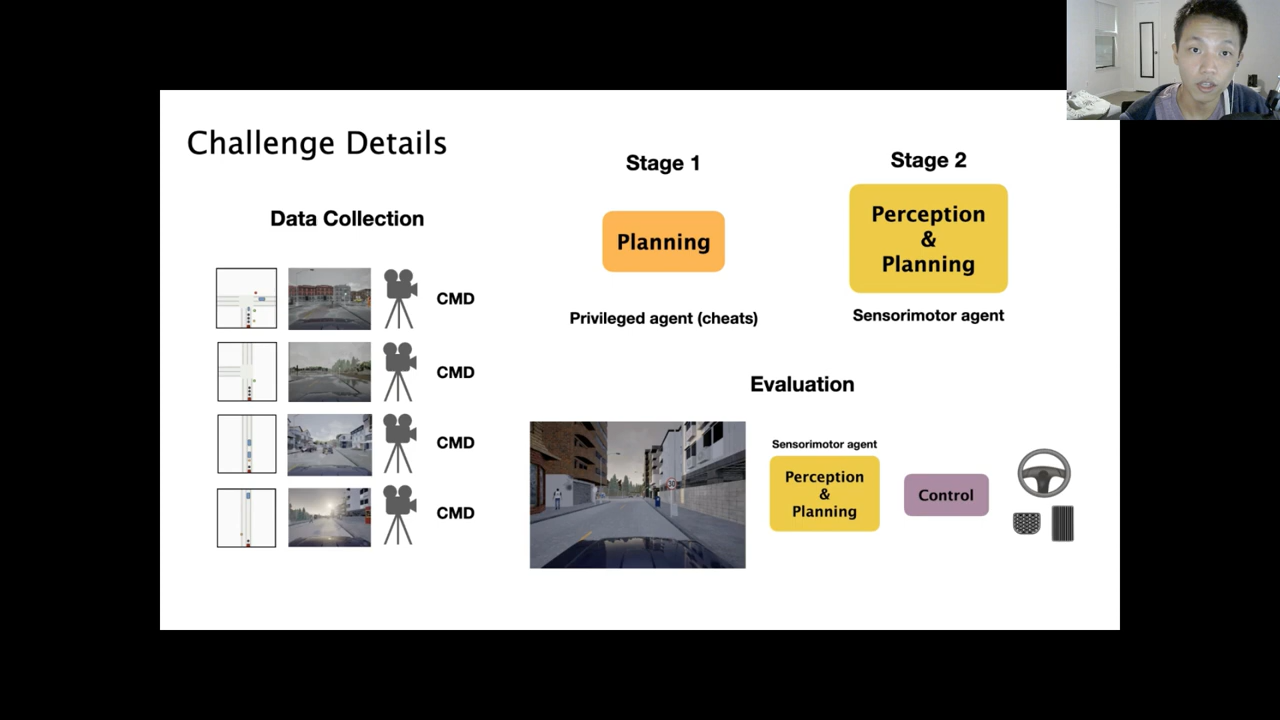 Challenge Details
Data Collection
CMD
CMD
CMD
CMD
Stage 1
Planning
Privileged agent (cheats)
Stage 2
Perception
&
Planning
Sensorimotor agent
Evaluation
Sensorimotor agent
Perception
&
Planning
Control